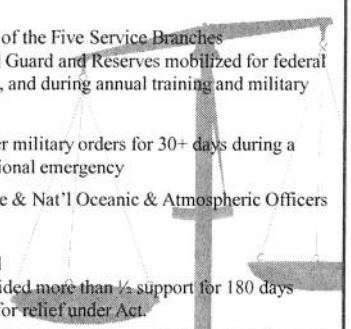 of the Five Service Branches
Guard and Reserves mobilized for federal
, and during annual training and military
er military orders for 30+ days during a
ional emergency
e & Nat'l Oceanic & Atmospheric Officers
ided more than ½ support for 180 days
for relief under Act.